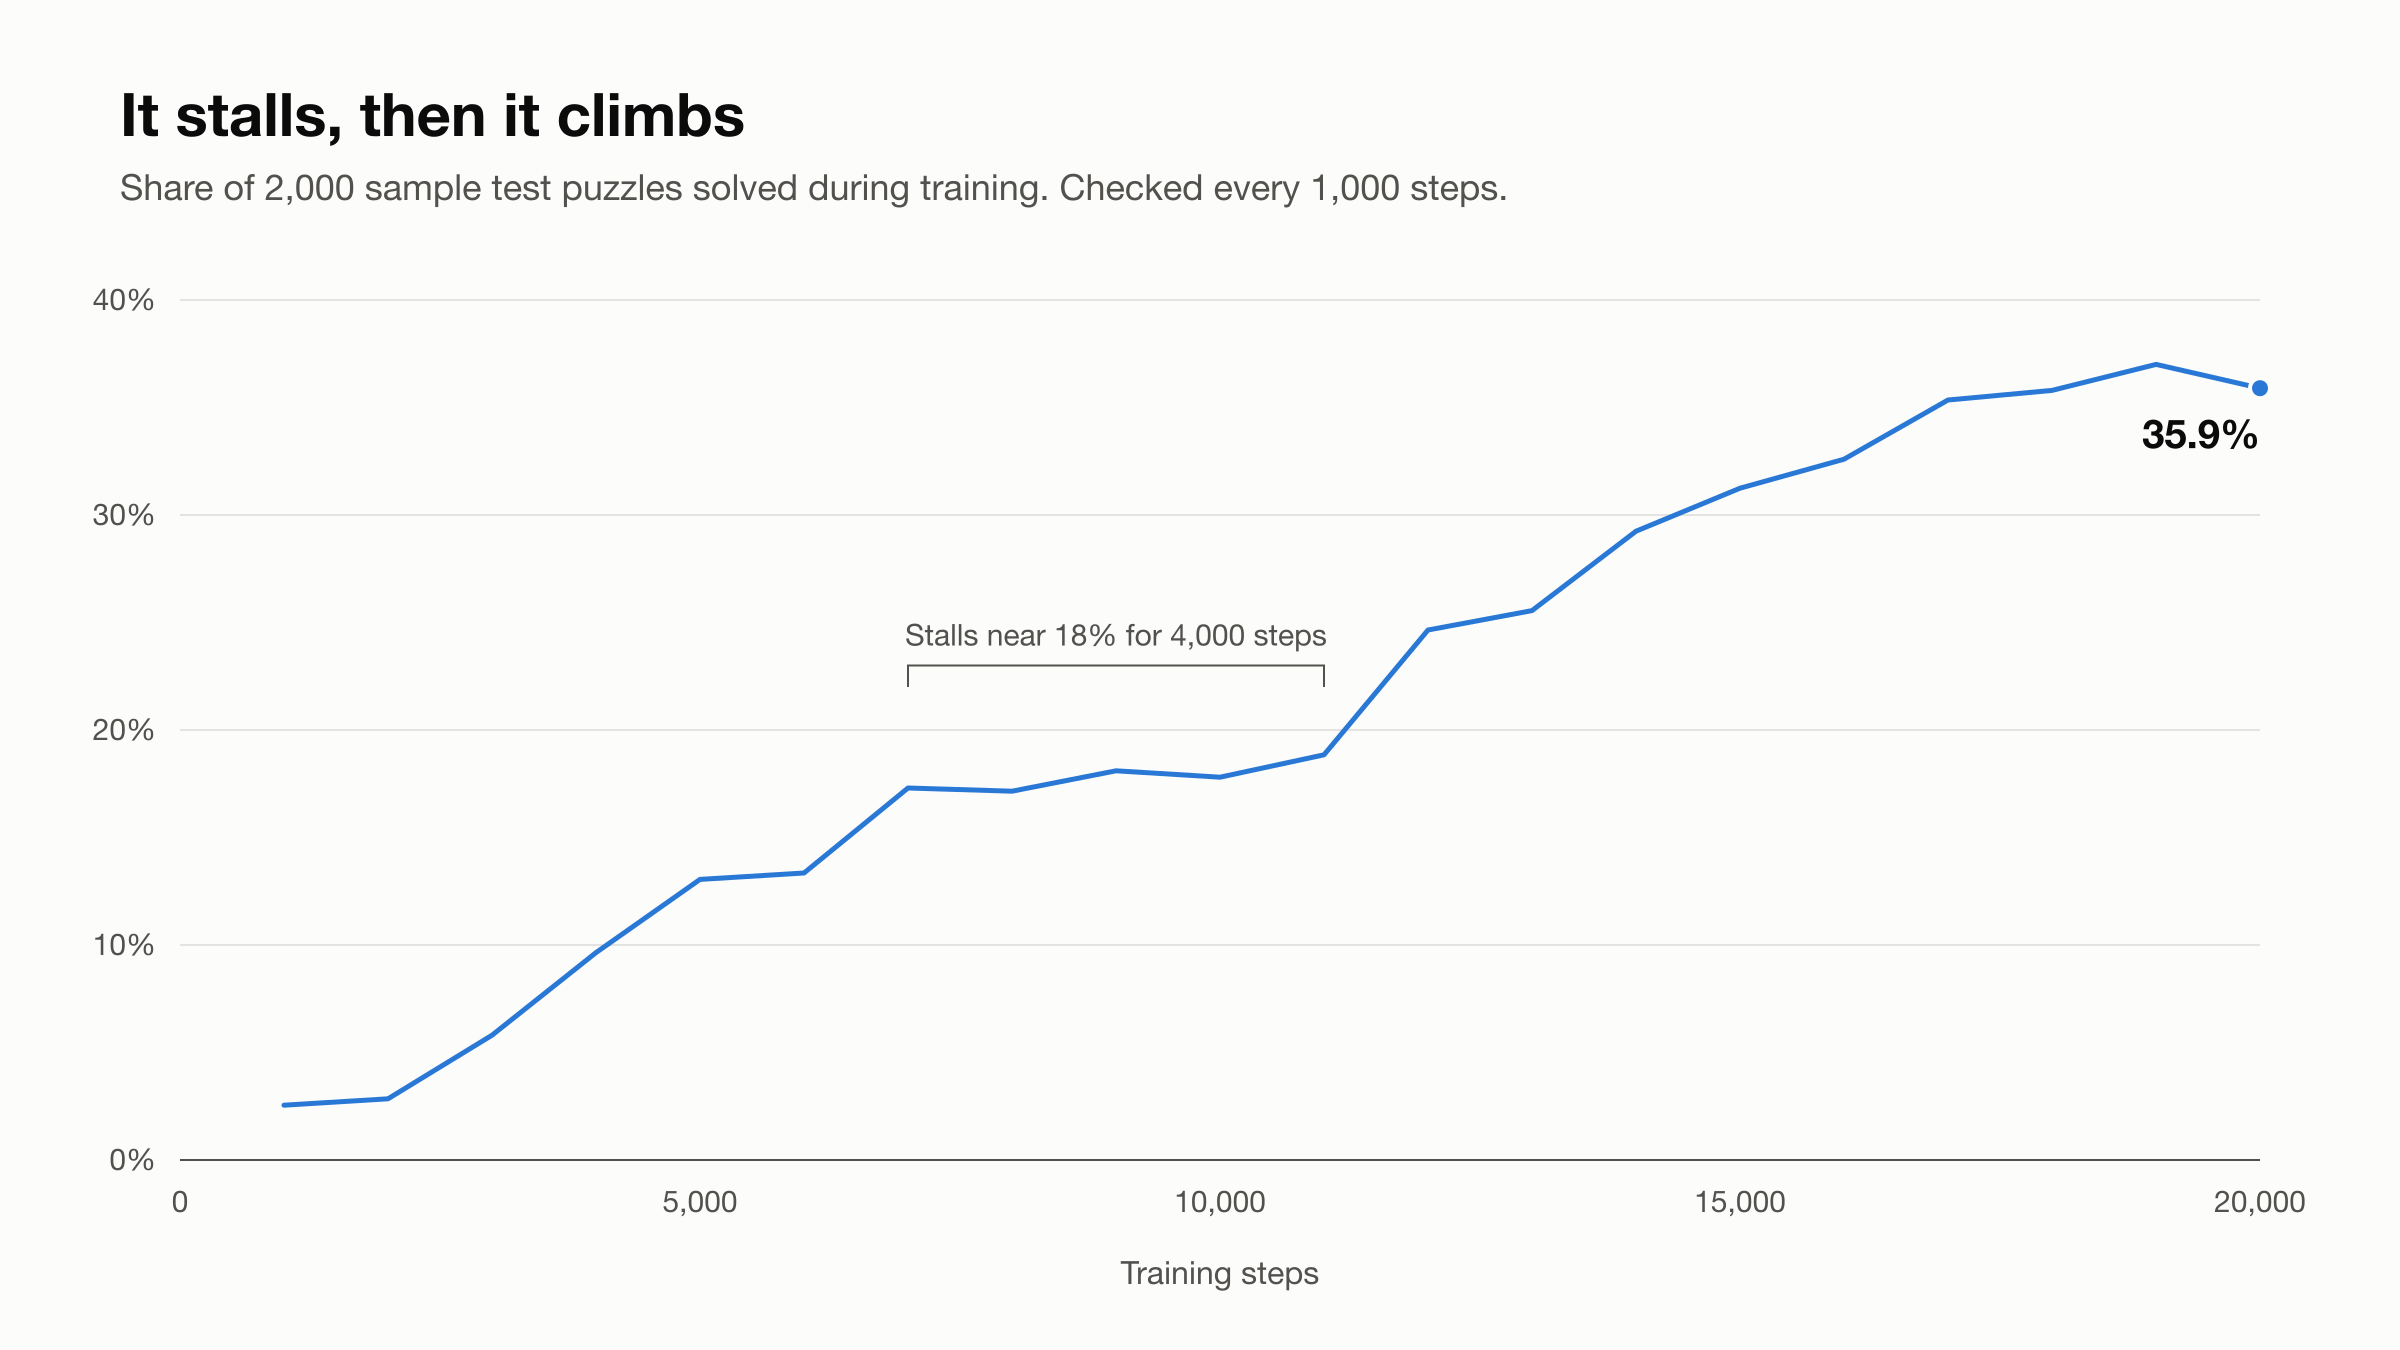 It stalls, then it climbs
Share of 2,000 sample test puzzles solved during training. Checked every 1,000 steps.
40%
35.9%
30%
Stalls near 18% for 4,000 steps
20%
10%
0%
0
5,000
10,000
15,000
20,000
Training steps